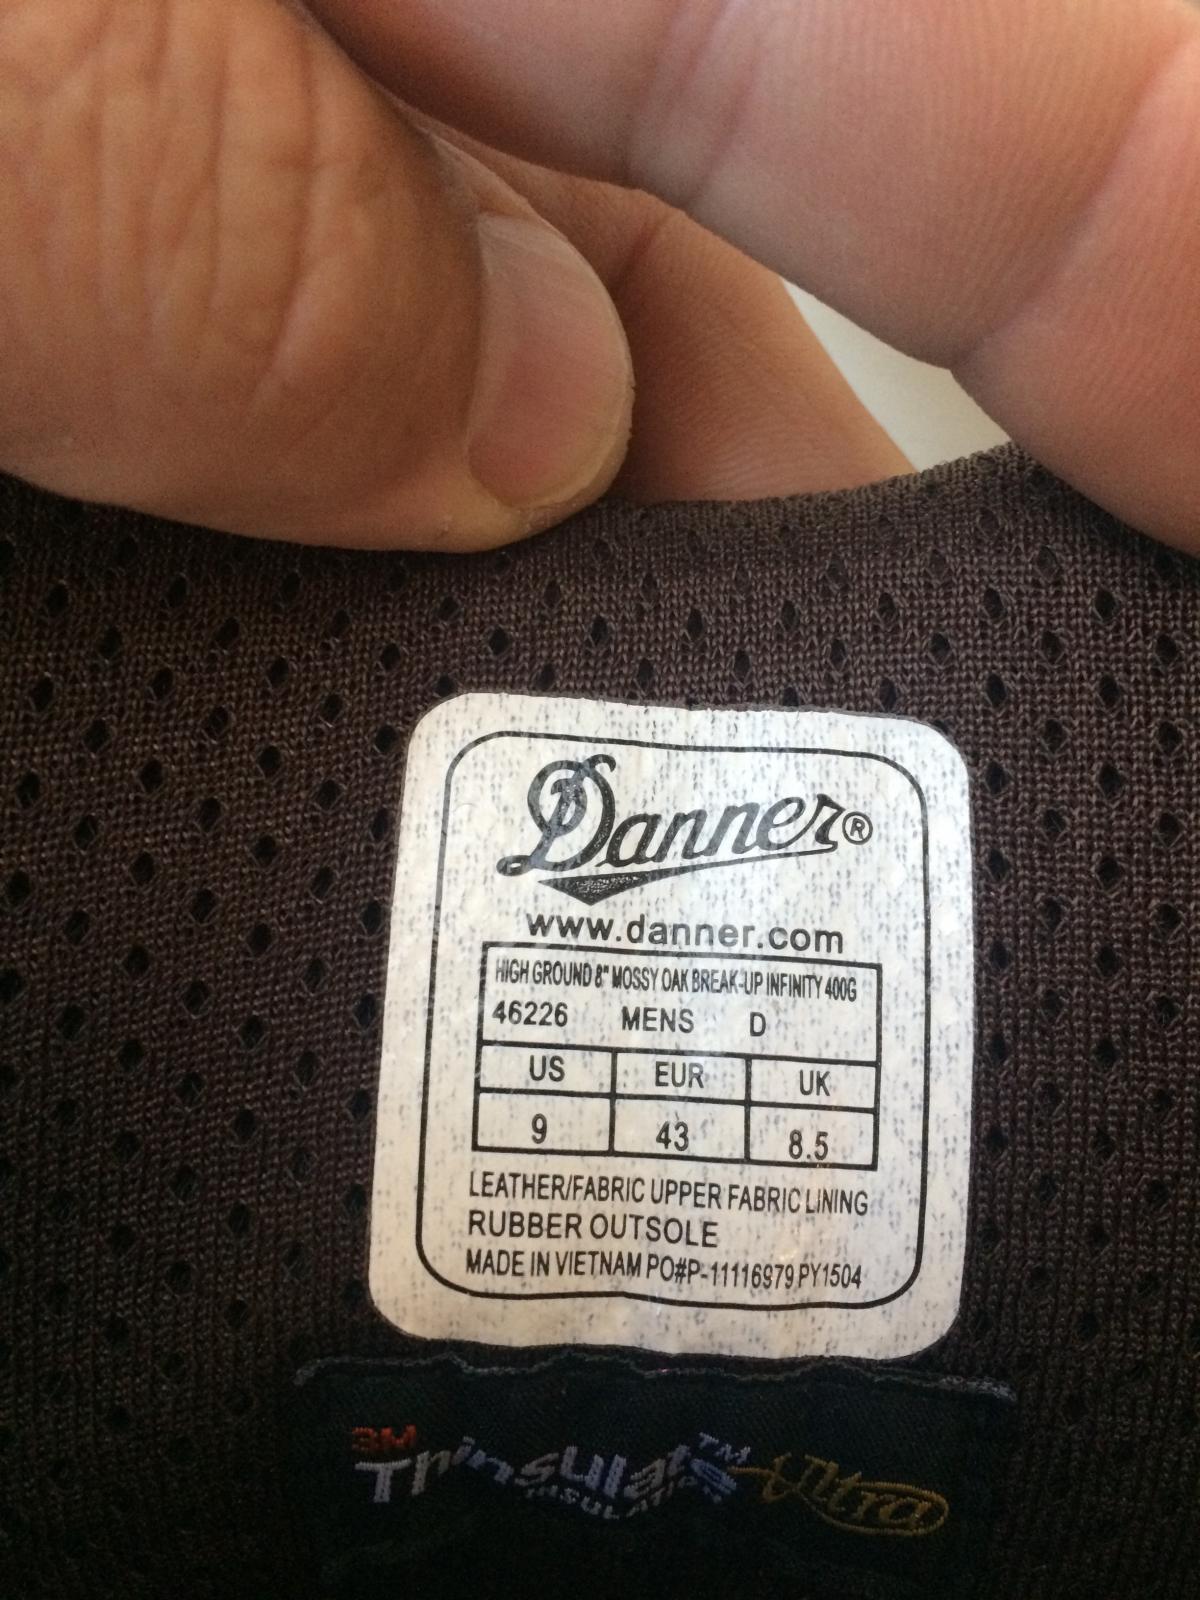 Danner®
www.danner.com
HIGH GROUND 8" MOSSY OAK BREAK-UP INFINITY 400G
46226 MENS D
US EUR UK
9 43 8.5
LEATHER/FABRIC UPPER FABRIC LINING
RUBBER OUTSOLE
MADE IN VIETNAM PO#P-11116979 PY1504
3M
Thinsulate™ Ultra
INSULATION